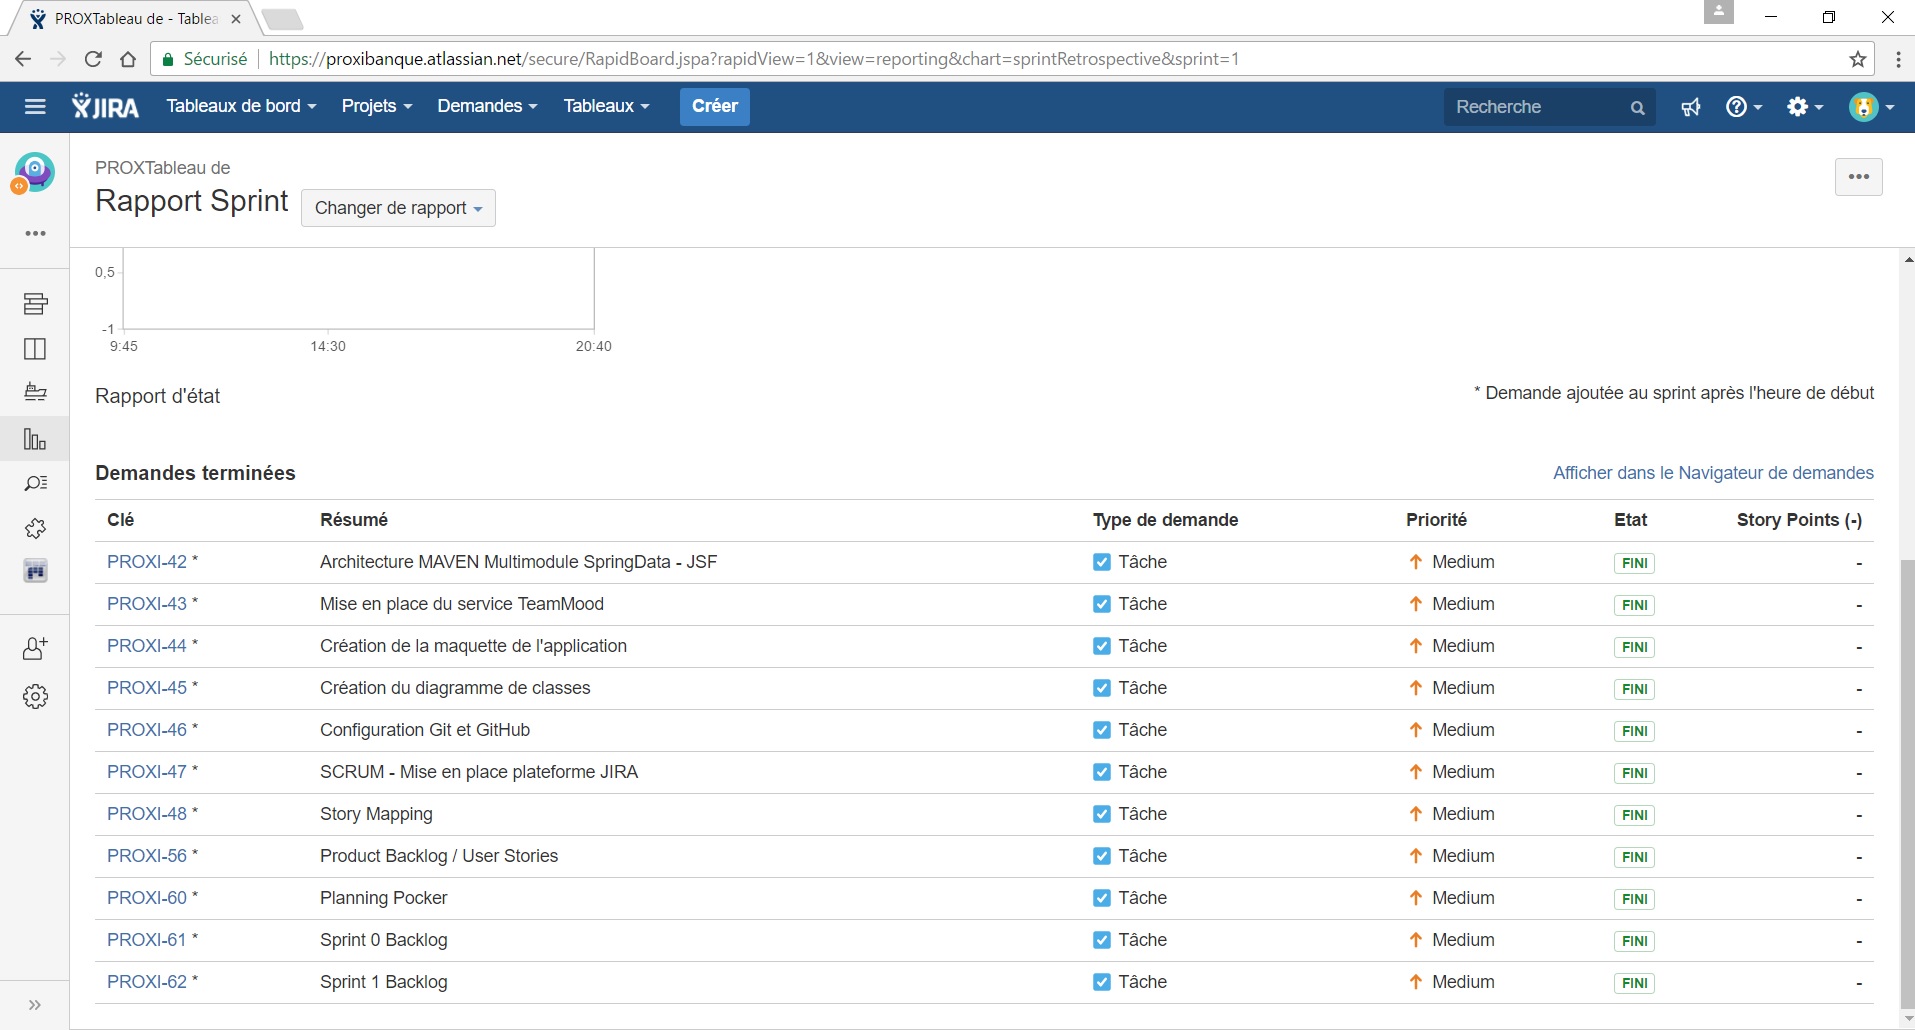 PROXTableau de - Tablea
Sécurisé https://proxibanque.atlassian.net/secure/RapidBoard.jspa?rapidView=1&view=reporting&chart=sprintRetrospective&sprint=1
JIRA Tableaux de bord Projets Demandes Tableaux Créer Recherche
PROXTableau de
Rapport Sprint Changer de rapport
0,5
-1
9:45 14:30 20:40
Rapport d'état * Demande ajoutée au sprint après l'heure de début
Demandes terminées Afficher dans le Navigateur de demandes
Clé Résumé Type de demande Priorité Etat Story Points (-)
PROXI-42 * Architecture MAVEN Multimodule SpringData - JSF Tâche Medium FINI -
PROXI-43 * Mise en place du service TeamMood Tâche Medium FINI -
PROXI-44 * Création de la maquette de l'application Tâche Medium FINI -
PROXI-45 * Création du diagramme de classes Tâche Medium FINI -
PROXI-46 * Configuration Git et GitHub Tâche Medium FINI -
PROXI-47 * SCRUM - Mise en place plateforme JIRA Tâche Medium FINI -
PROXI-48 * Story Mapping Tâche Medium FINI -
PROXI-56 * Product Backlog / User Stories Tâche Medium FINI -
PROXI-60 * Planning Pocker Tâche Medium FINI -
PROXI-61 * Sprint 0 Backlog Tâche Medium FINI -
PROXI-62 * Sprint 1 Backlog Tâche Medium FINI -